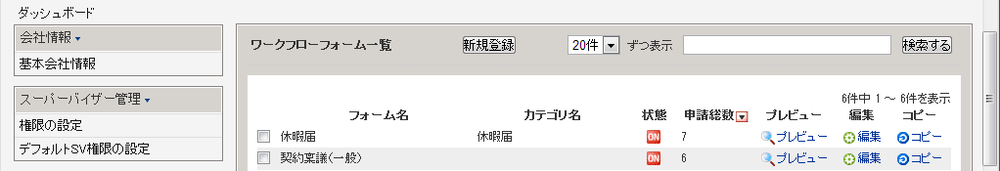 ダッシュボード
会社情報
基本会社情報
スーパーバイザー管理
権限の設定
デフォルトSV権限の設定
ワークフローフォーム一覧 新規登録 20件 ずつ表示 検索する
6件中 1 ～ 6件を表示
フォーム名 カテゴリ名 状態 申請総数 プレビュー 編集 コピー
休暇届 休暇届 ON 7 プレビュー 編集 コピー
契約稟議(一般) ON 6 プレビュー 編集 コピー